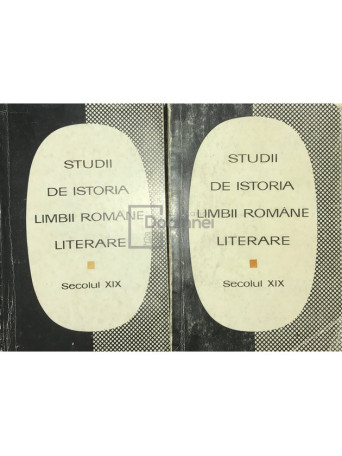 STUDII
DE ISTORIA
LIMBII ROMÂNE
LITERARE
Secolul XIX
STUDII
DE ISTORIA
LIMBII ROMÂNE
LITERARE
Secolul XIX